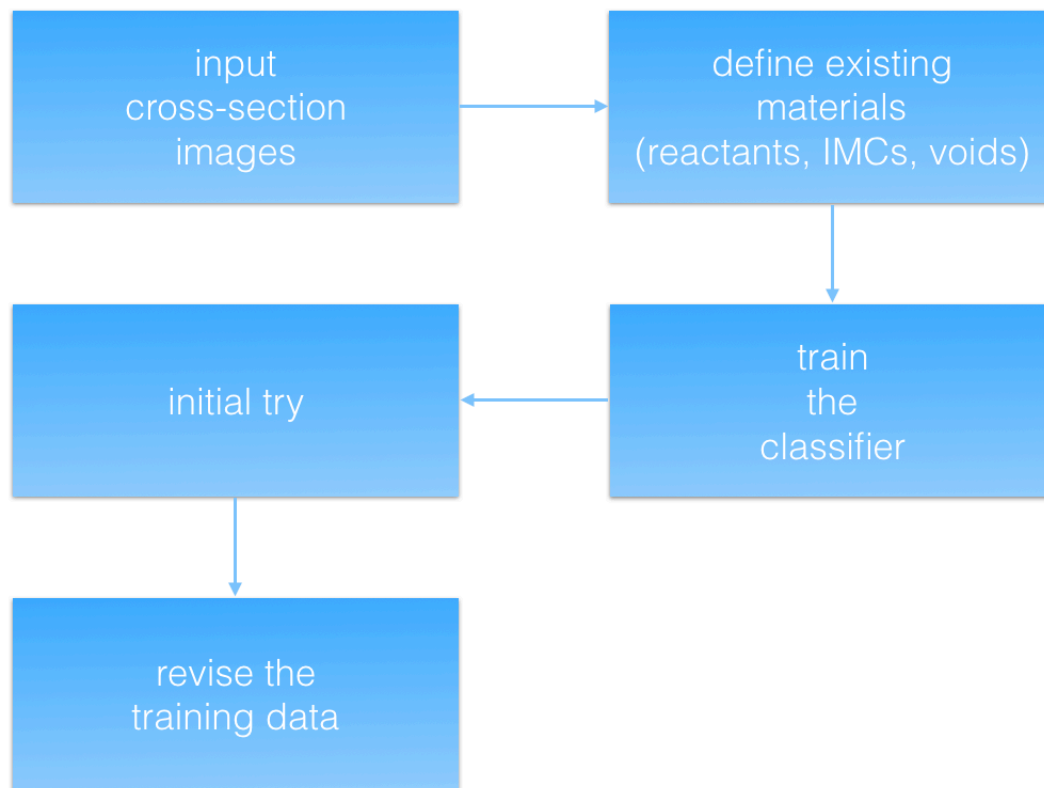 input
cross-section
images
define existing
materials
(reactants, IMCs, voids)
train
the
classifier
initial try
revise the
training data